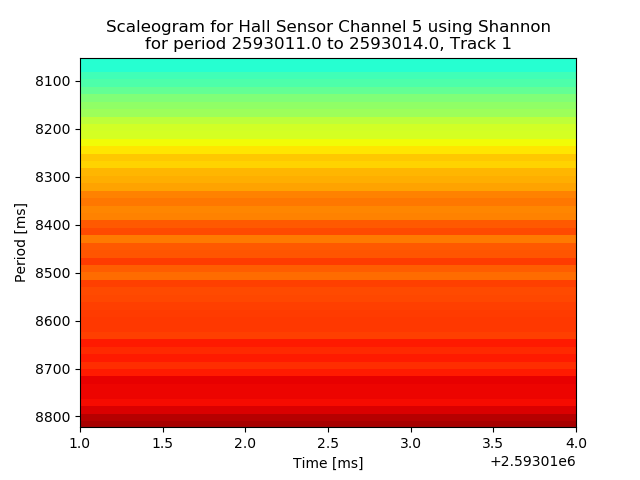 Scaleogram for Hall Sensor Channel 5 using Shannon
for period 2593011.0 to 2593014.0, Track 1
8100
8200
8300
8400
8500
8600
8700
8800
Period [ms]
1.0 1.5 2.0 2.5 3.0 3.5 4.0
Time [ms]
+2.59301e6